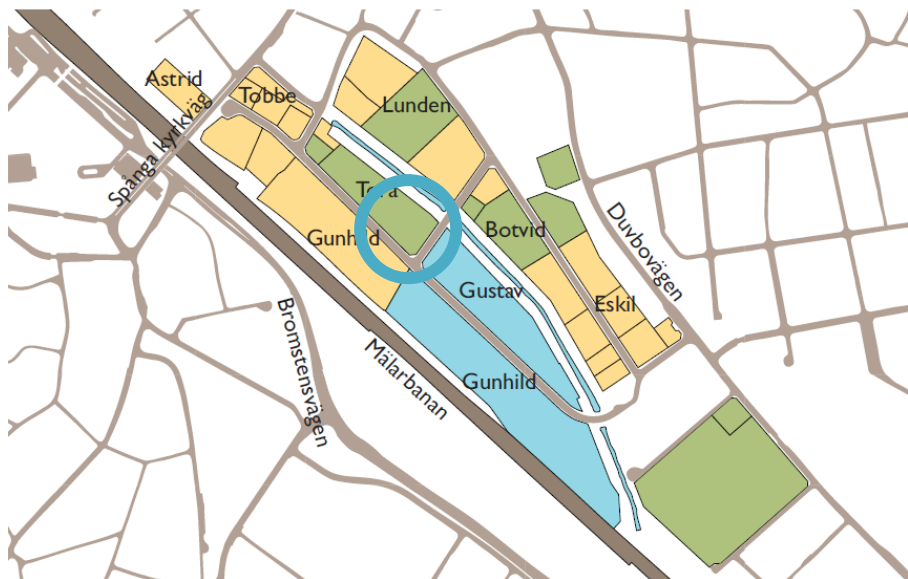 Astrid
Tobbe
Lunden
Spånga kyrkväg
Tora
Gunhild
Botvid
Duvbovägen
Gustav
Eskil
Bromstensvägen
Mälarbanan
Gunhild